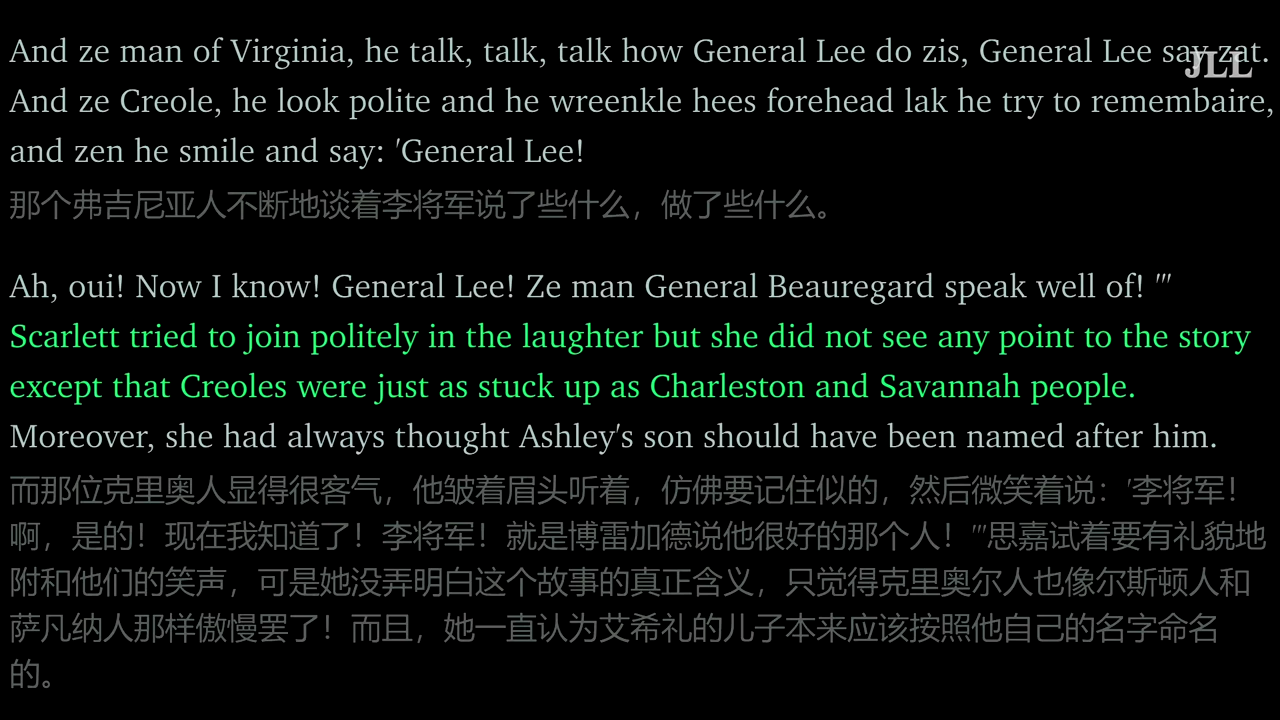 And ze man of Virginia, he talk, talk, talk how General Lee do zis, General Lee say zat.
JLL
And ze Creole, he look polite and he wreenkle hees forehead lak he try to remembaire,
and zen he smile and say: 'General Lee!
那个弗吉尼亚人不断地谈着李将军说了些什么，做了些什么。
Ah, oui! Now I know! General Lee! Ze man General Beauregard speak well of! '"
Scarlett tried to join politely in the laughter but she did not see any point to the story
except that Creoles were just as stuck up as Charleston and Savannah people.
Moreover, she had always thought Ashley's son should have been named after him.
而那位克里奥人显得很客气，他皱着眉头听着，仿佛要记住似的，然后微笑着说：'李将军！
啊，是的！现在我知道了！李将军！就是博雷加德说他很好的那个人！'"思嘉试着要有礼貌地
附和他们的笑声，可是她没弄明白这个故事的真正含义，只觉得克里奥尔人也像尔斯顿人和
萨凡纳人那样傲慢罢了！而且，她一直认为艾希礼的儿子本来应该按照他自己的名字命名
的。